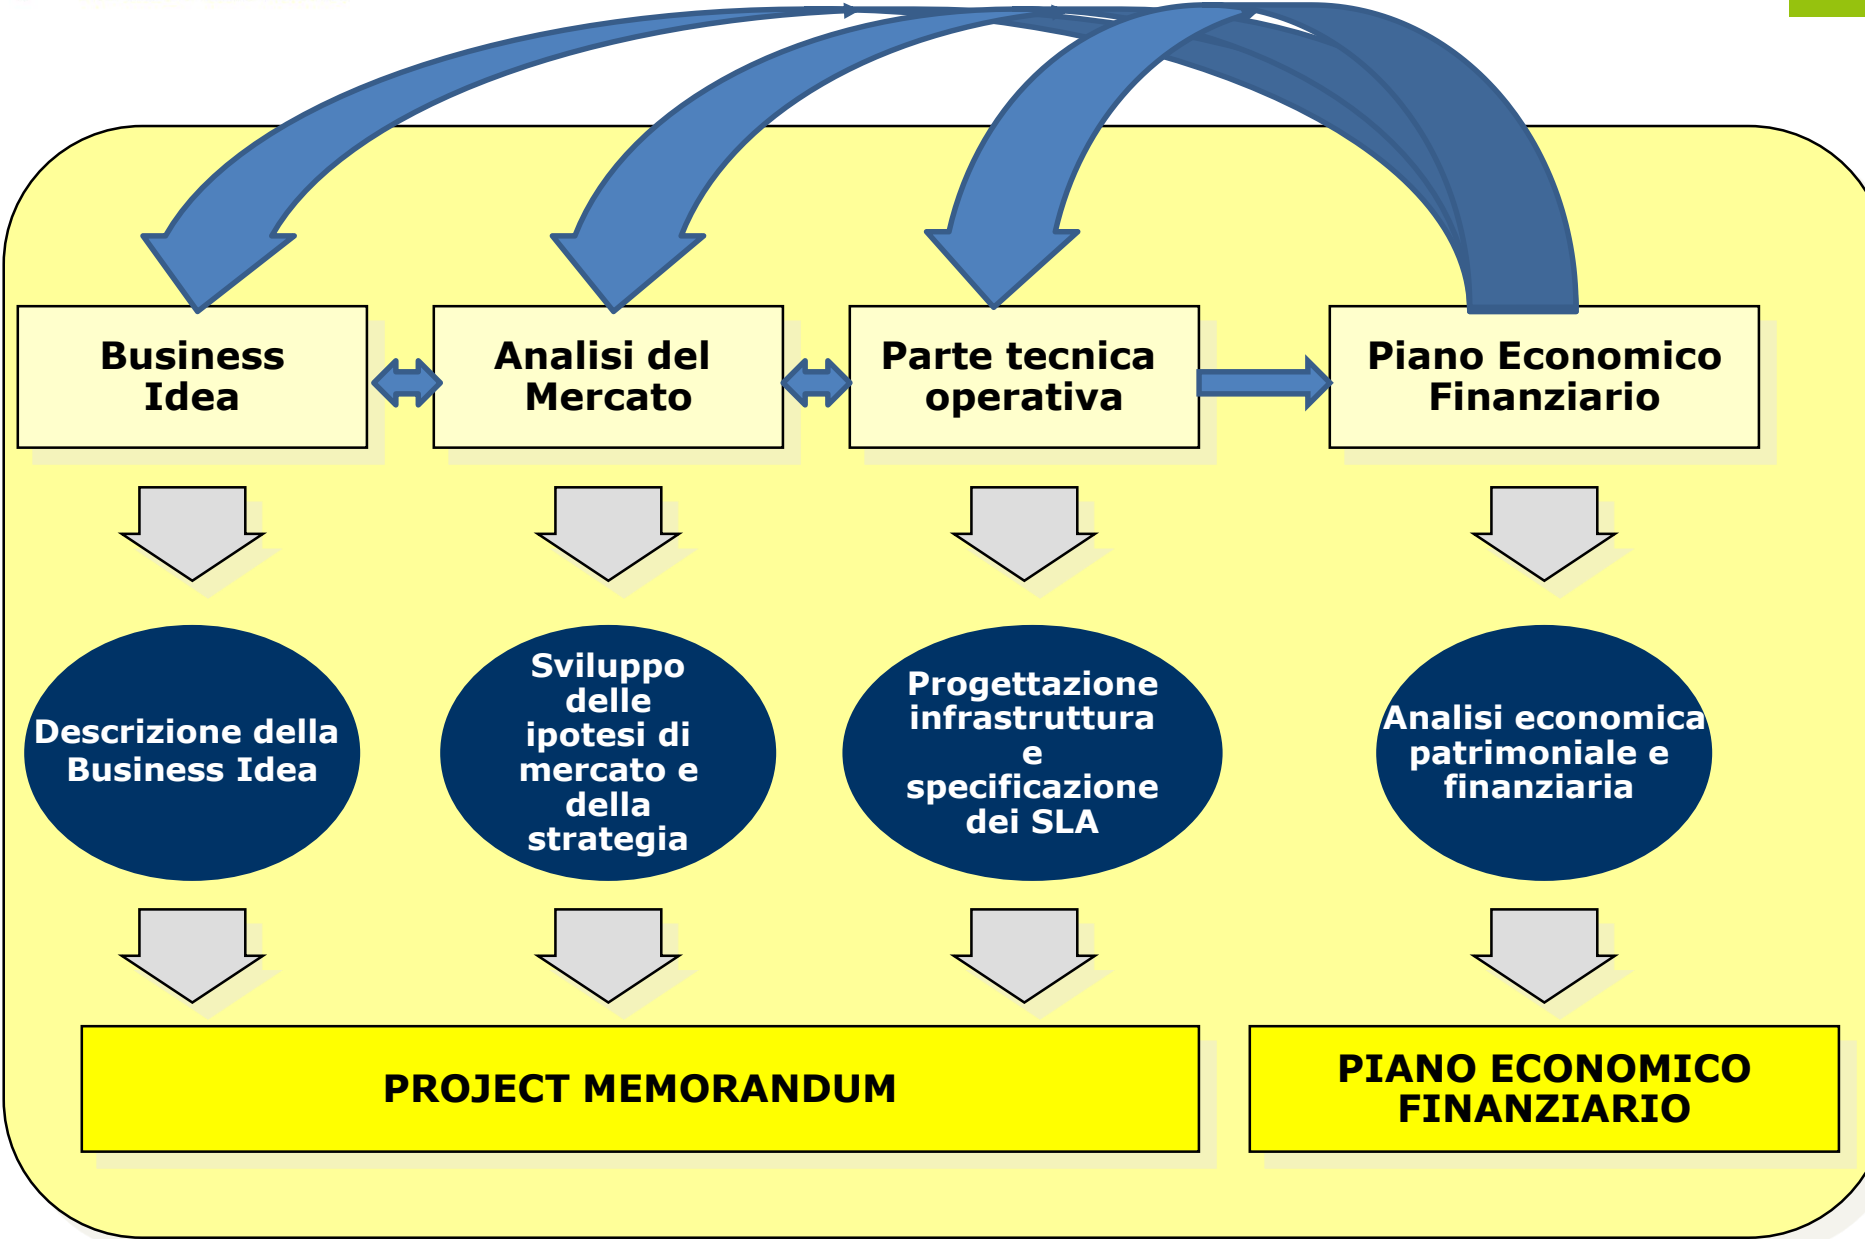 Business
Idea
Analisi del
Mercato
Parte tecnica
operativa
Piano Economico
Finanziario
Descrizione della
Business Idea
Sviluppo
delle
ipotesi di
mercato e
della
strategia
Progettazione
infrastruttura
e
specificazione
dei SLA
Analisi economica
patrimoniale e
finanziaria
PROJECT MEMORANDUM
PIANO ECONOMICO
FINANZIARIO